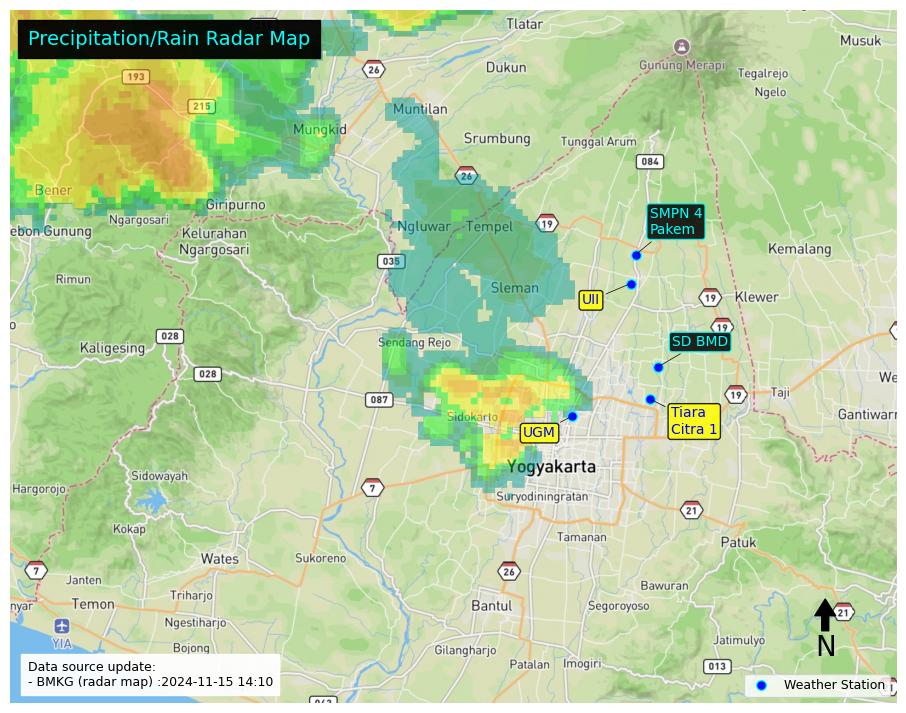 Precipitation/Rain Radar Map
Tlatar
Musuk
26
Dukun
Gunung Merapi
Tegalrejo
193
Ngelo
215
Muntilan
Mungkid
Srumbung
Tunggal Arum
084
26
Bener
Giripurno
Ngargosari
SMPN 4
Pakem
Ngluwar
Tempel
19
ebon Gunung
Kelurahan
Ngargosari
Kemalang
035
Rimun
Sleman
UII
19
Klewer
19
028
Sendang Rejo
SD BMD
Kaligesing
028
We
087
19
Taji
Sidokarto
Tiara
Citra 1
Gantiwarn
UGM
Yogyakarta
Sidowayah
Hargorojo
7
Suryodiningratan
21
Kokap
Tamanan
Patuk
Wates
Sukoreno
7
26
Janten
Bawuran
Triharjo
nyar
Temon
Bantul
Segoroyoso
21
Ngestiharjo
YIA
N
Bojong
Gilangharjo
Jatimulyo
Patalan
Imogiri
013
Data source update:
- BMKG (radar map) :2024-11-15 14:10
Weather Station